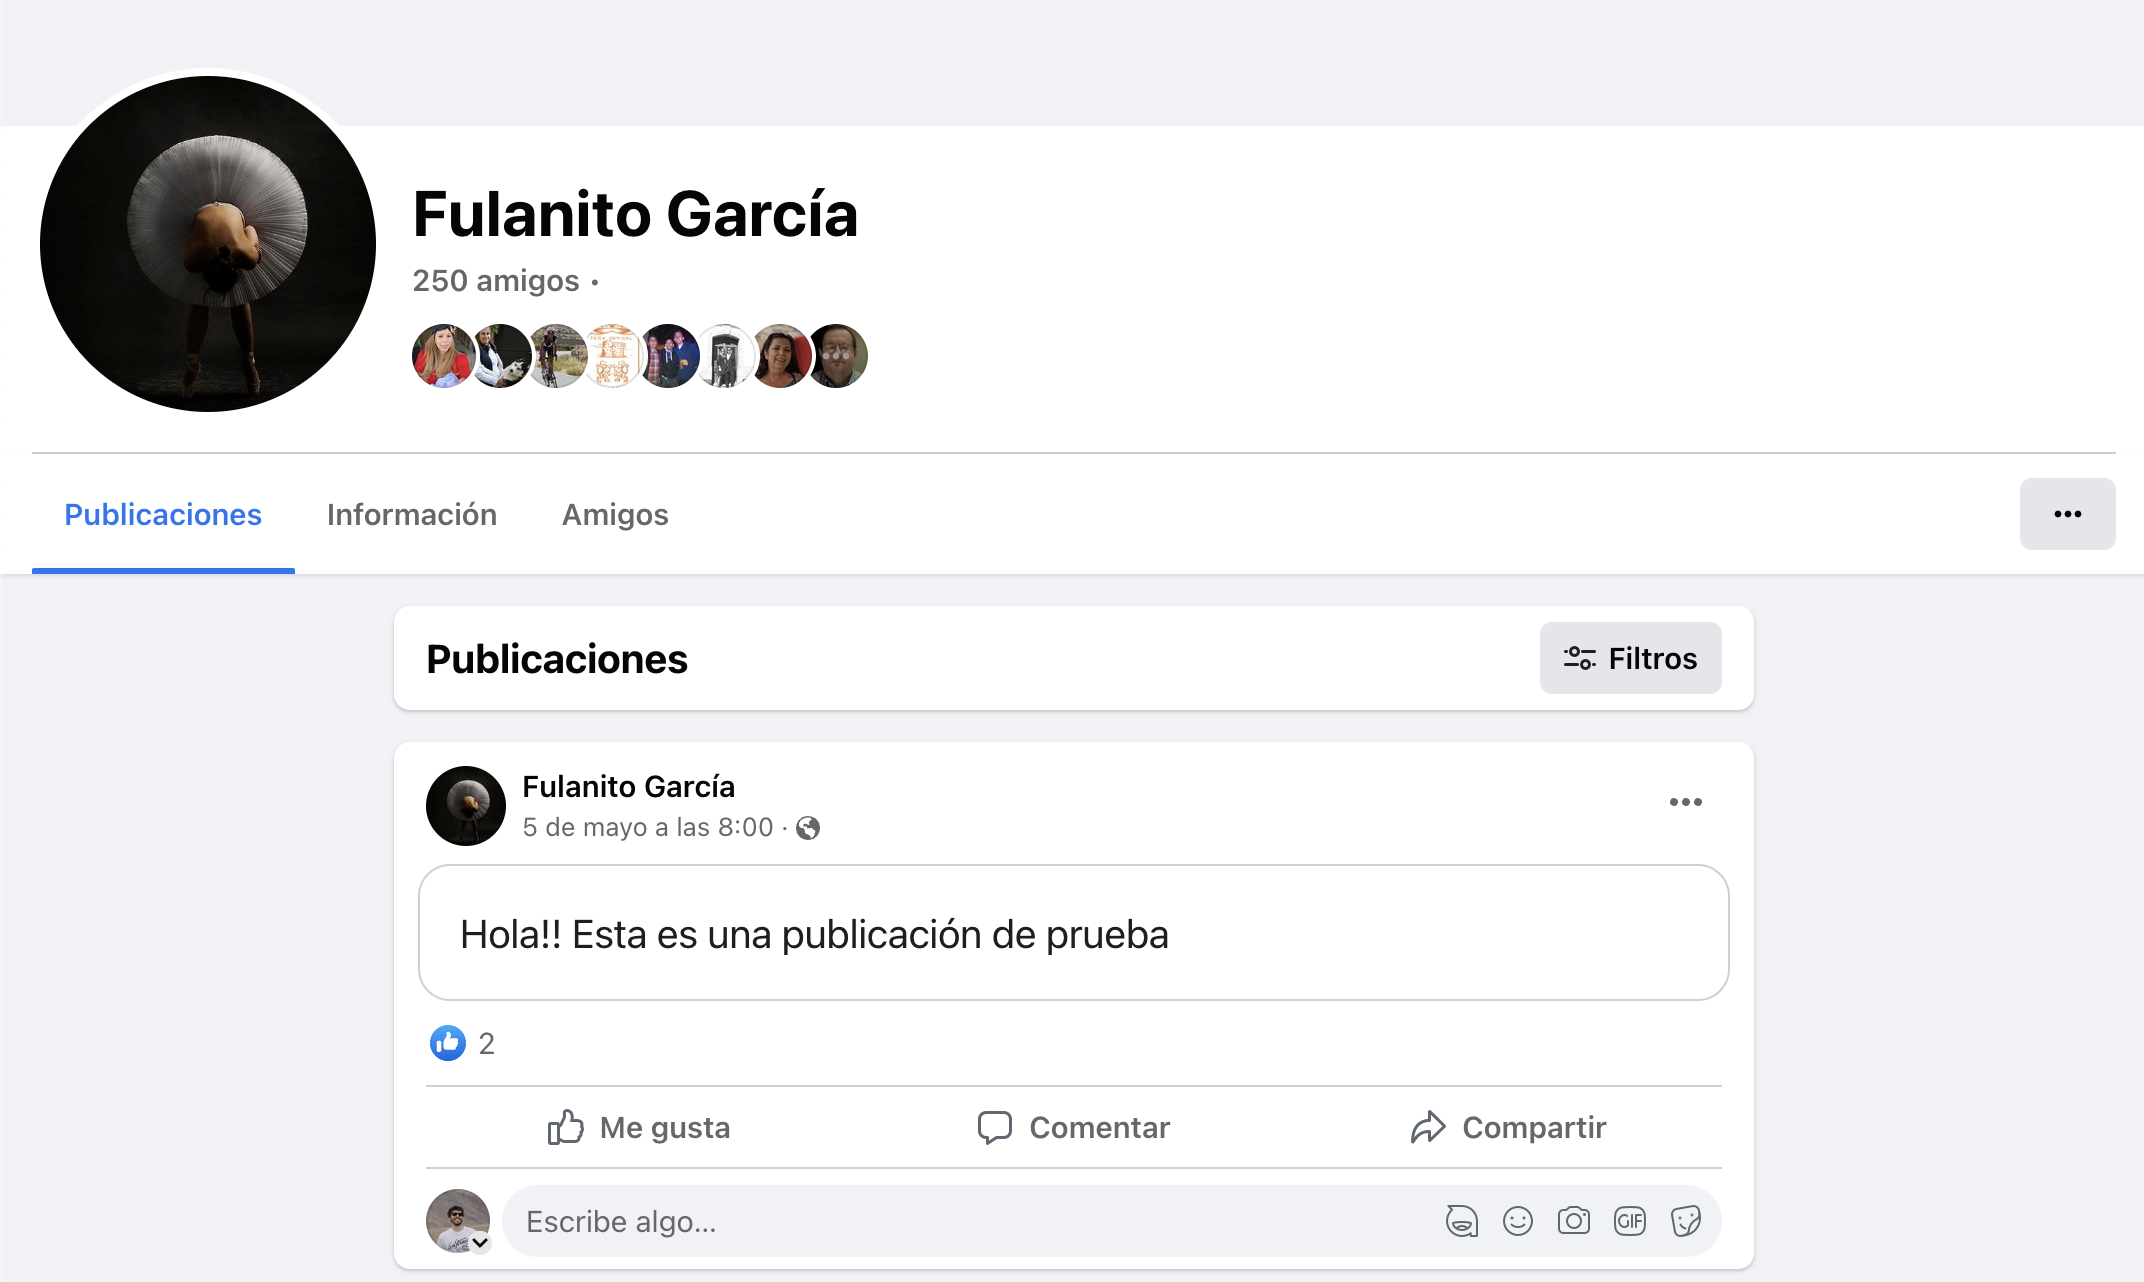 Fulanito García
250 amigos ·
Publicaciones
Información
Amigos
Publicaciones
Filtros
Fulanito García
5 de mayo a las 8:00 ·
Hola!! Esta es una publicación de prueba
2
Me gusta
Comentar
Compartir
Escribe algo...
GIF